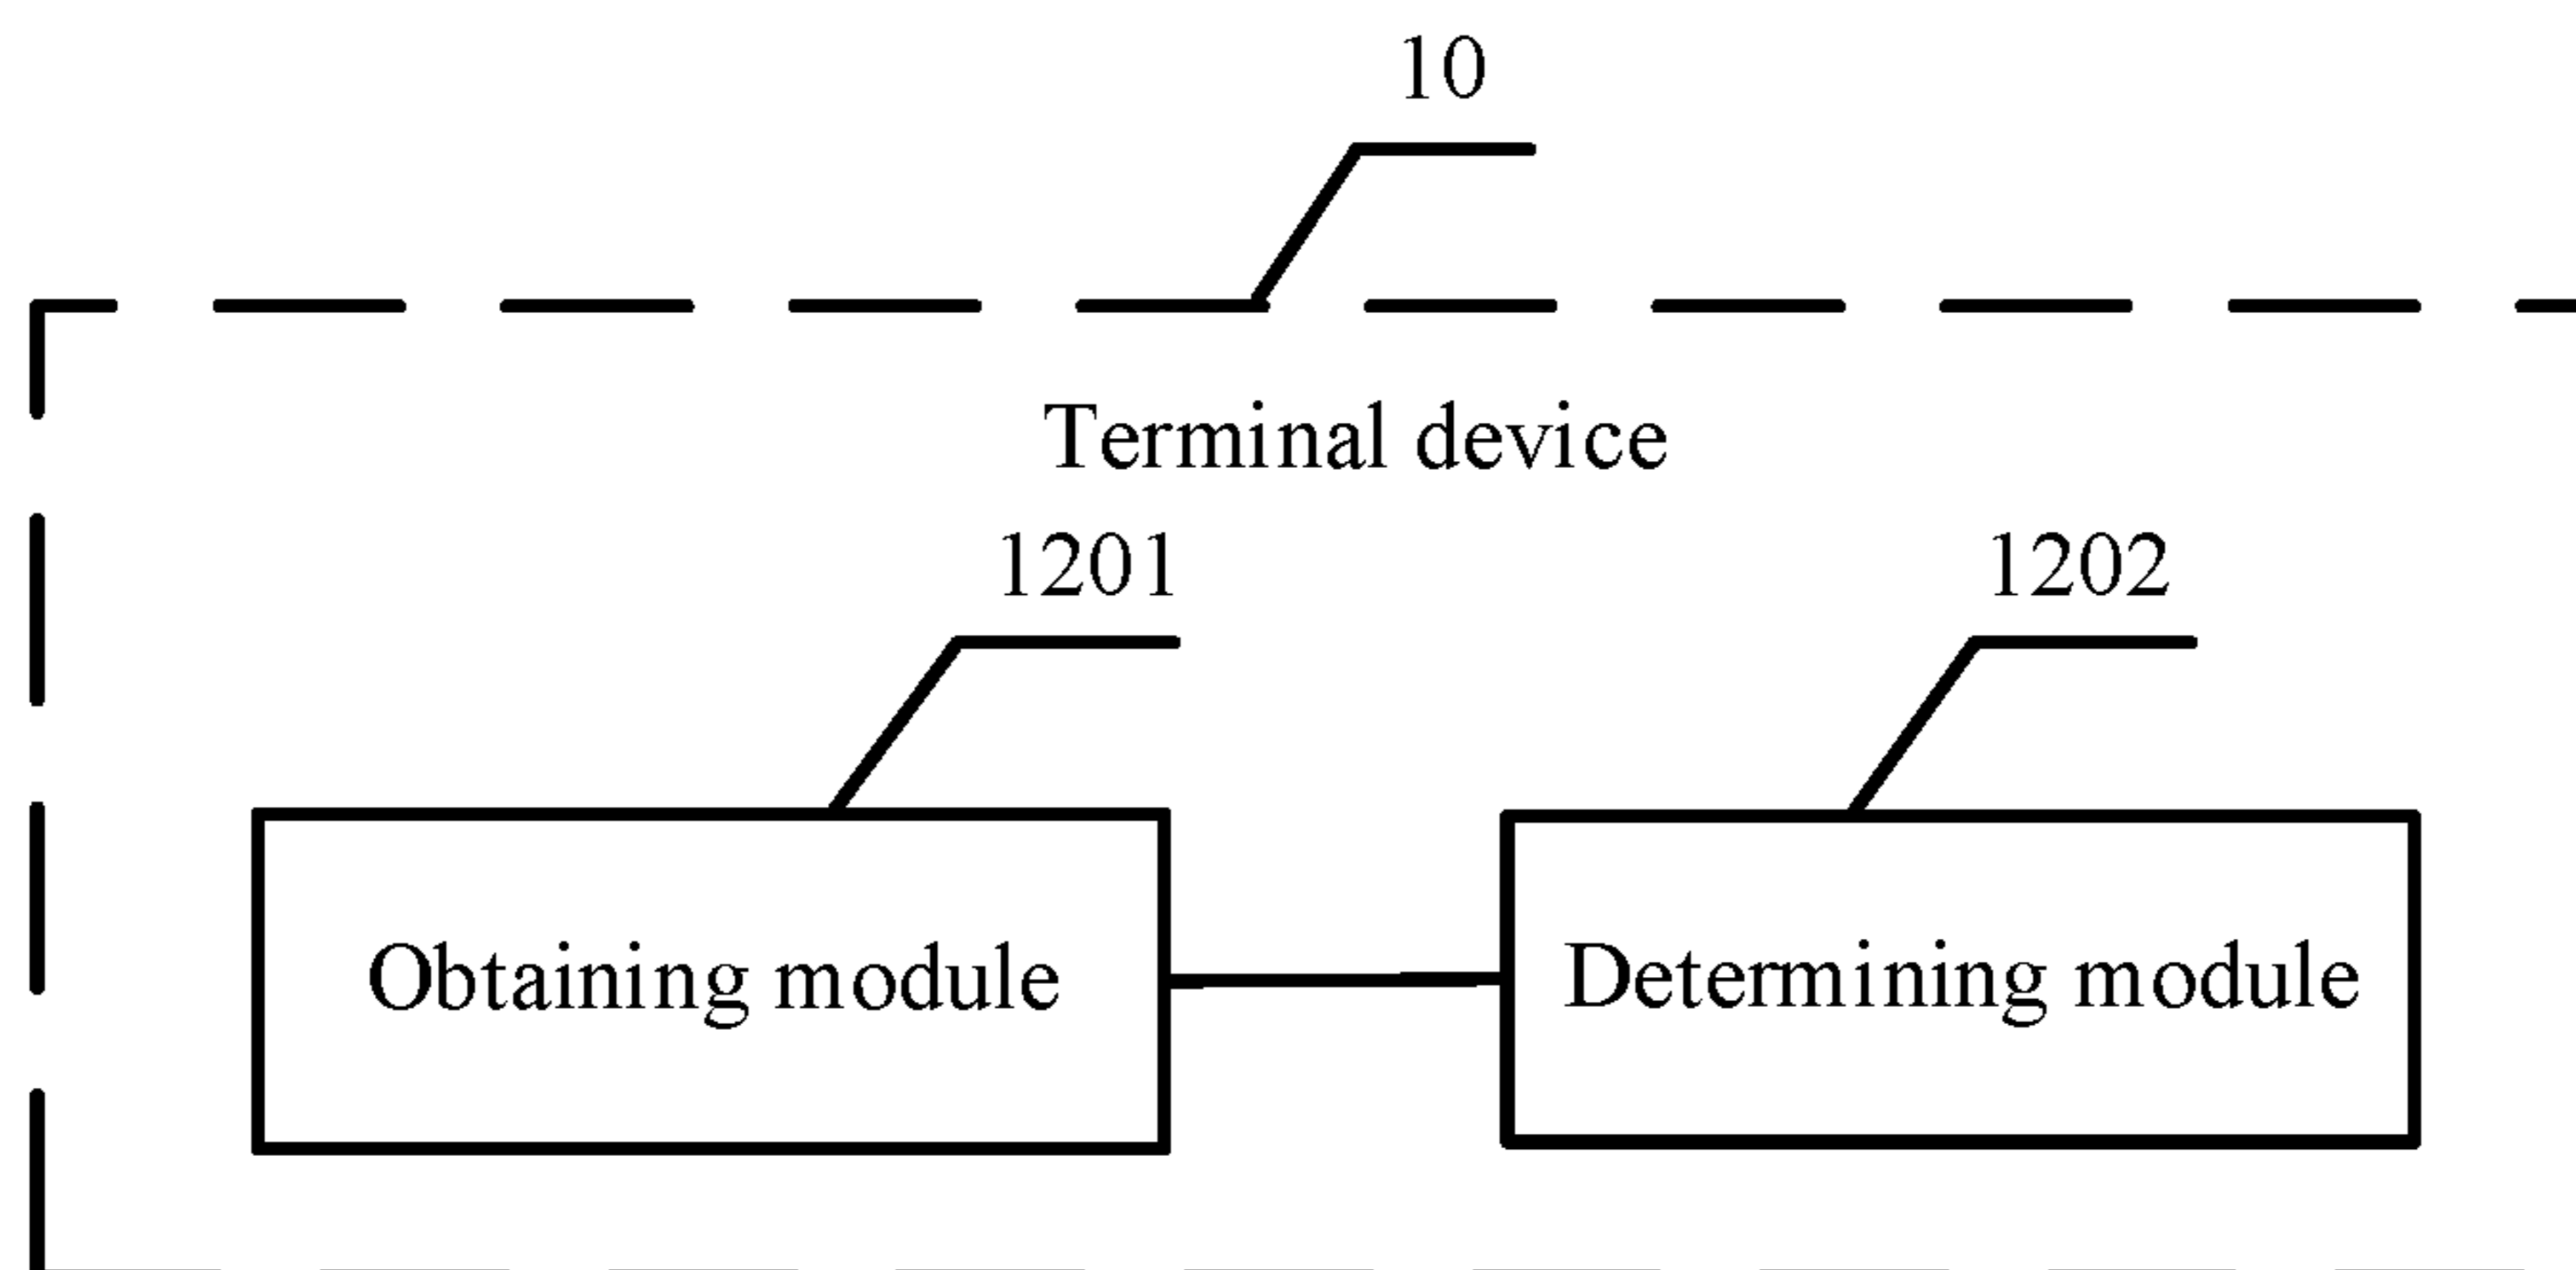 10
Terminal device
1201
1202
Obtaining module
Determining module